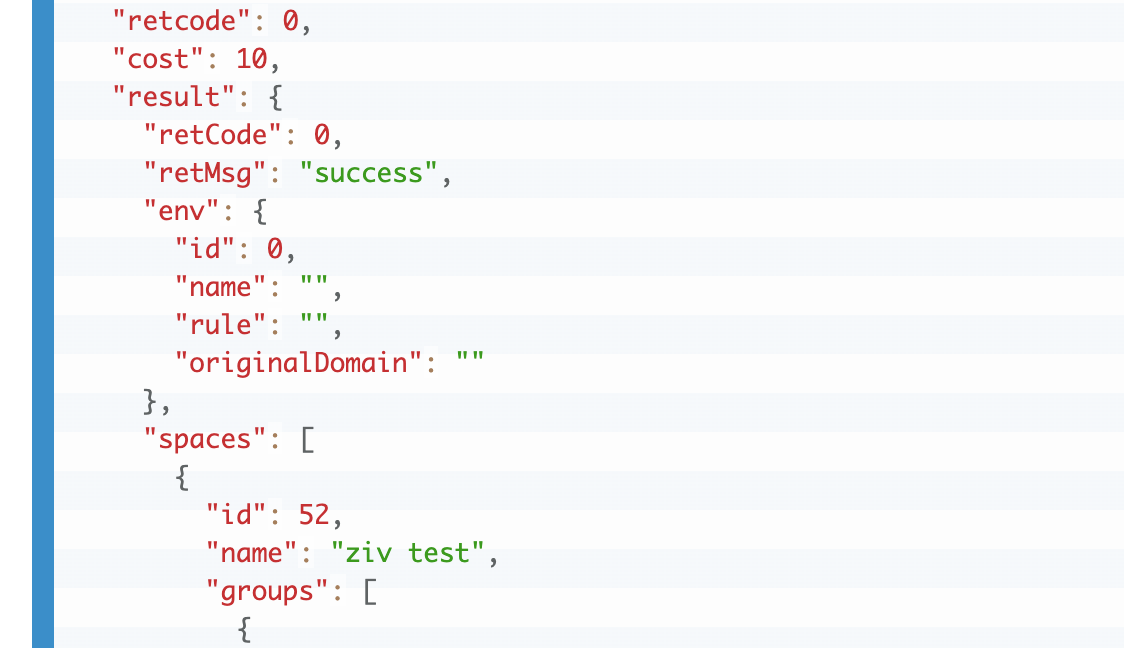 "retcode": 0,
"cost": 10,
"result": {
"retCode": 0,
"retMsg": "success",
"env": {
"id": 0,
"name": "",
"rule": "",
"originalDomain": ""
},
"spaces": [
{
"id": 52,
"name": "ziv test",
"groups": [
{